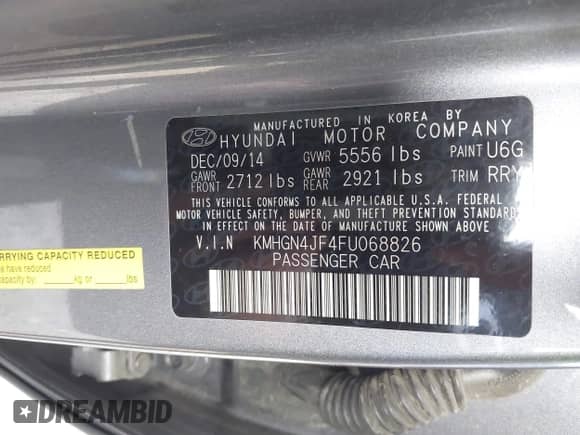 MANUFACTURED IN KOREA BY
HYUNDAI MOTOR COMPANY
DEC/09/14 GVWR 5556 lbs PAINT U6G
GAWR FRONT 2712 lbs GAWR REAR 2921 lbs TRIM RRY
THIS VEHICLE CONFORMS TO ALL APPLICABLE U.S.A. FEDERAL
MOTOR VEHICLE SAFETY, BUMPER, AND THEFT PREVENTION
STANDARDS IN EFFECT ON THE DATE OF MANUFACTURE SHOWN ABOVE
V.I.N KMHGN4JF4FU068826
PASSENGER CAR
RRYING CAPACITY REDUCED
s have reduced
apacity by: ______kg or ______lbs
DREAMBID